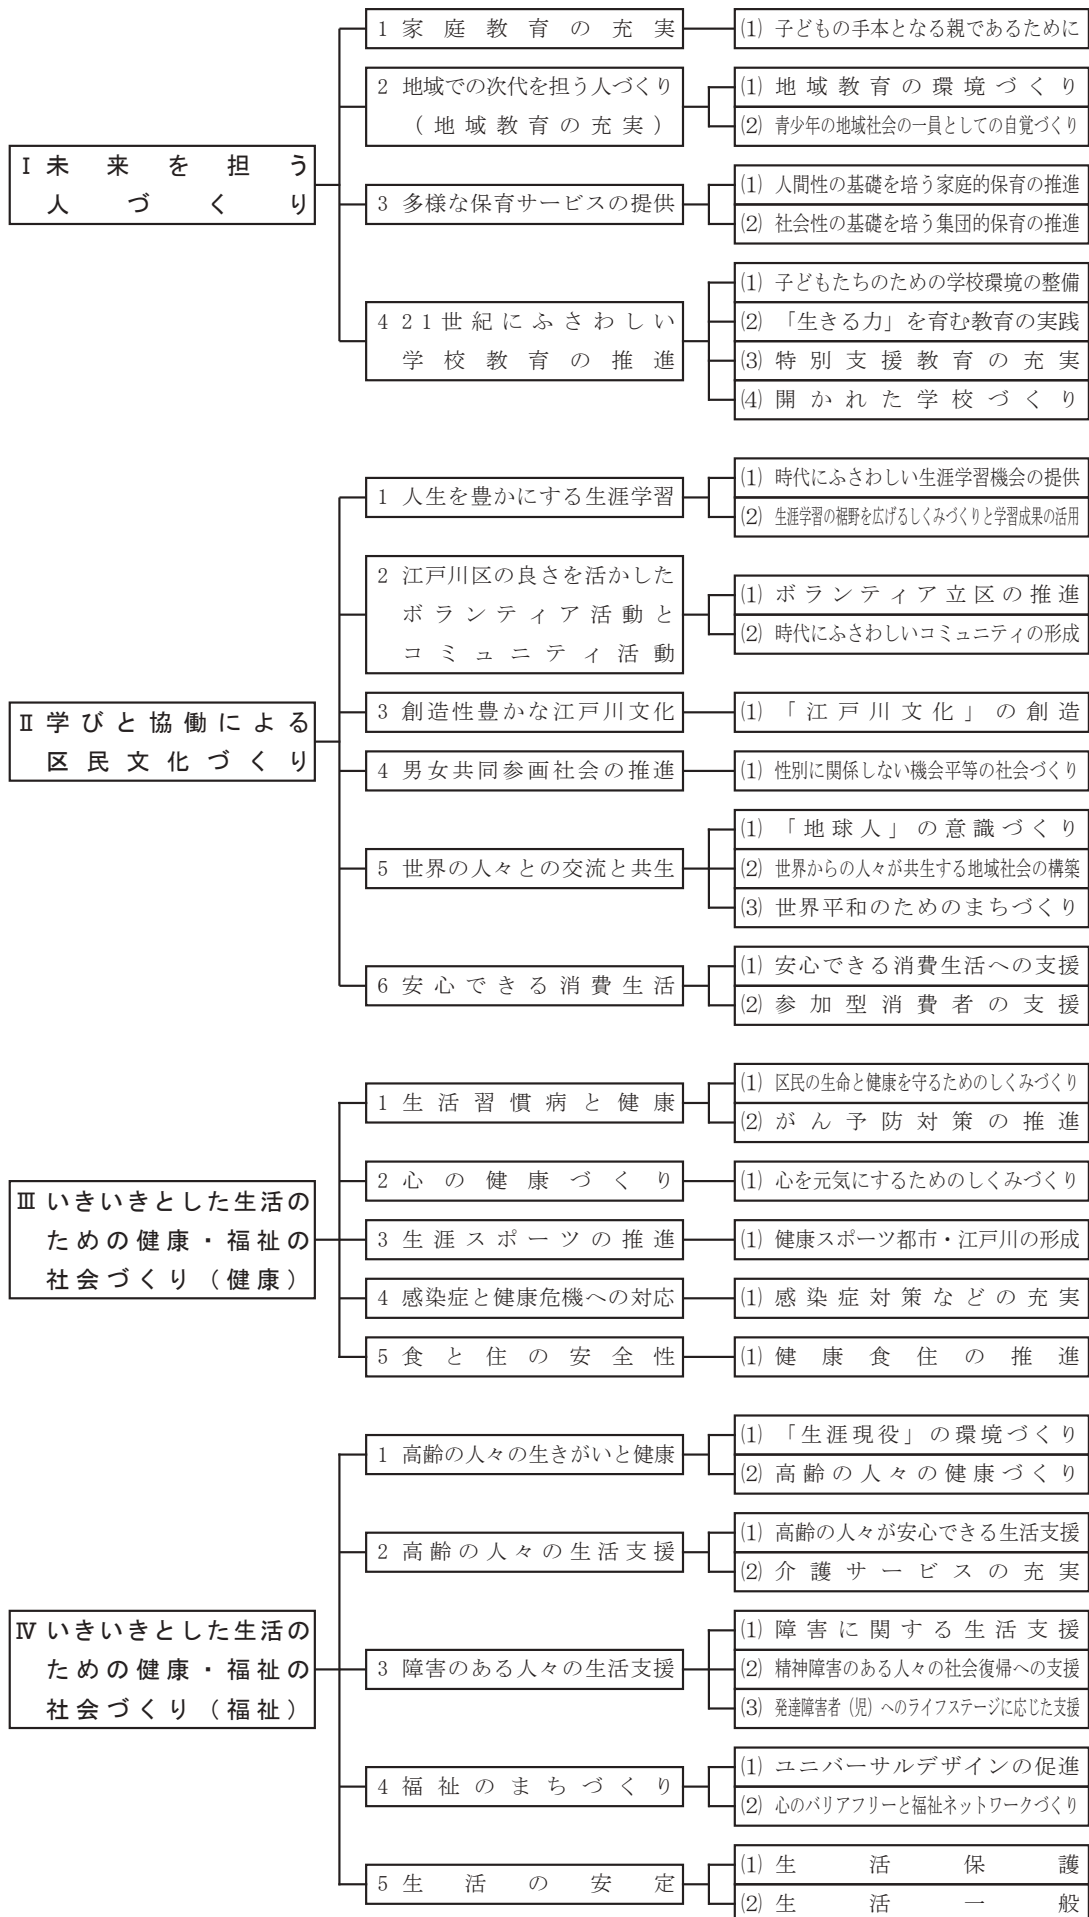 Ⅰ 未来を担う
人づくり
1 家庭教育の充実
(1) 子どもの手本となる親であるために
2 地域での次代を担う人づくり
(地域教育の充実)
(1) 地域教育の環境づくり
(2) 青少年の地域社会の一員としての自覚づくり
3 多様な保育サービスの提供
(1) 人間性の基礎を培う家庭的保育の推進
(2) 社会性の基礎を培う集団的保育の推進
4 21世紀にふさわしい
学校教育の推進
(1) 子どもたちのための学校環境の整備
(2) 「生きる力」を育む教育の実践
(3) 特別支援教育の充実
(4) 開かれた学校づくり
Ⅱ 学びと協働による
区民文化づくり
1 人生を豊かにする生涯学習
(1) 時代にふさわしい生涯学習機会の提供
(2) 生涯学習の裾野を広げるしくみづくりと学習成果の活用
2 江戸川区の良さを活かした
ボランティア活動と
コミュニティ活動
(1) ボランティア立区の推進
(2) 時代にふさわしいコミュニティの形成
3 創造性豊かな江戸川文化
(1) 「江戸川文化」の創造
4 男女共同参画社会の推進
(1) 性別に関係しない機会平等の社会づくり
5 世界の人々との交流と共生
(1) 「地球人」の意識づくり
(2) 世界からの人々が共生する地域社会の構築
(3) 世界平和のためのまちづくり
6 安心できる消費生活
(1) 安心できる消費生活への支援
(2) 参加型消費者の支援
Ⅲ いきいきとした生活の
ための健康・福祉の
社会づくり(健康)
1 生活習慣病と健康
(1) 区民の生命と健康を守るためのしくみづくり
(2) がん予防対策の推進
2 心の健康づくり
(1) 心を元気にするためのしくみづくり
3 生涯スポーツの推進
(1) 健康スポーツ都市・江戸川の形成
4 感染症と健康危機への対応
(1) 感染症対策などの充実
5 食と住の安全性
(1) 健康食住の推進
Ⅳ いきいきとした生活の
ための健康・福祉の
社会づくり(福祉)
1 高齢の人々の生きがいと健康
(1) 「生涯現役」の環境づくり
(2) 高齢の人々の健康づくり
2 高齢の人々の生活支援
(1) 高齢の人々が安心できる生活支援
(2) 介護サービスの充実
3 障害のある人々の生活支援
(1) 障害に関する生活支援
(2) 精神障害のある人々の社会復帰への支援
(3) 発達障害者(児)へのライフステージに応じた支援
4 福祉のまちづくり
(1) ユニバーサルデザインの促進
(2) 心のバリアフリーと福祉ネットワークづくり
5 生活の安定
(1) 生活保護
(2) 生活一般